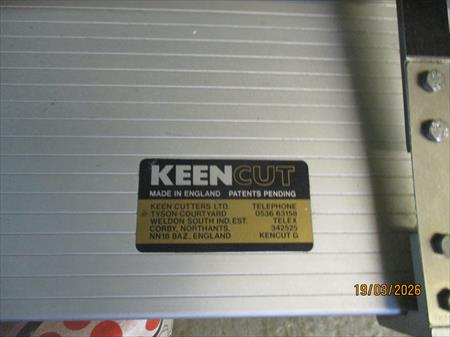 KEENCUT
MADE IN ENGLAND PATENTS PENDING
KEEN CUTTERS LTD. TELEPHONE
TYSON COURTYARD 0536 63158
WELDON SOUTH IND.EST. TELEX
CORBY, NORTHANTS. 342525
NN18 8AZ, ENGLAND KENCUT G
19/03/2026